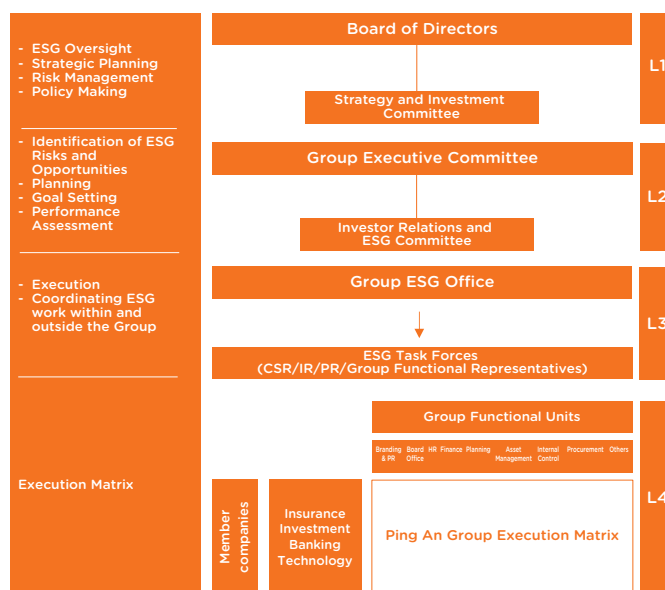 - ESG Oversight
- Strategic Planning
- Risk Management
- Policy Making
Board of Directors
Strategy and Investment
Committee
L1
- Identification of ESG
Risks and
Opportunities
- Planning
- Goal Setting
- Performance
Assessment
Group Executive Committee
Investor Relations and
ESG Committee
L2
- Execution
- Coordinating ESG
work within and
outside the Group
Group ESG Office
ESG Task Forces
(CSR/IR/PR/Group Functional Representatives)
L3
Execution Matrix
Group Functional Units
Branding
& PR
Board
Office
HR
Finance
Planning
Asset
Management
Internal
Control
Procurement
Others
Member
companies
Insurance
Investment
Banking
Technology
Ping An Group Execution Matrix
L4